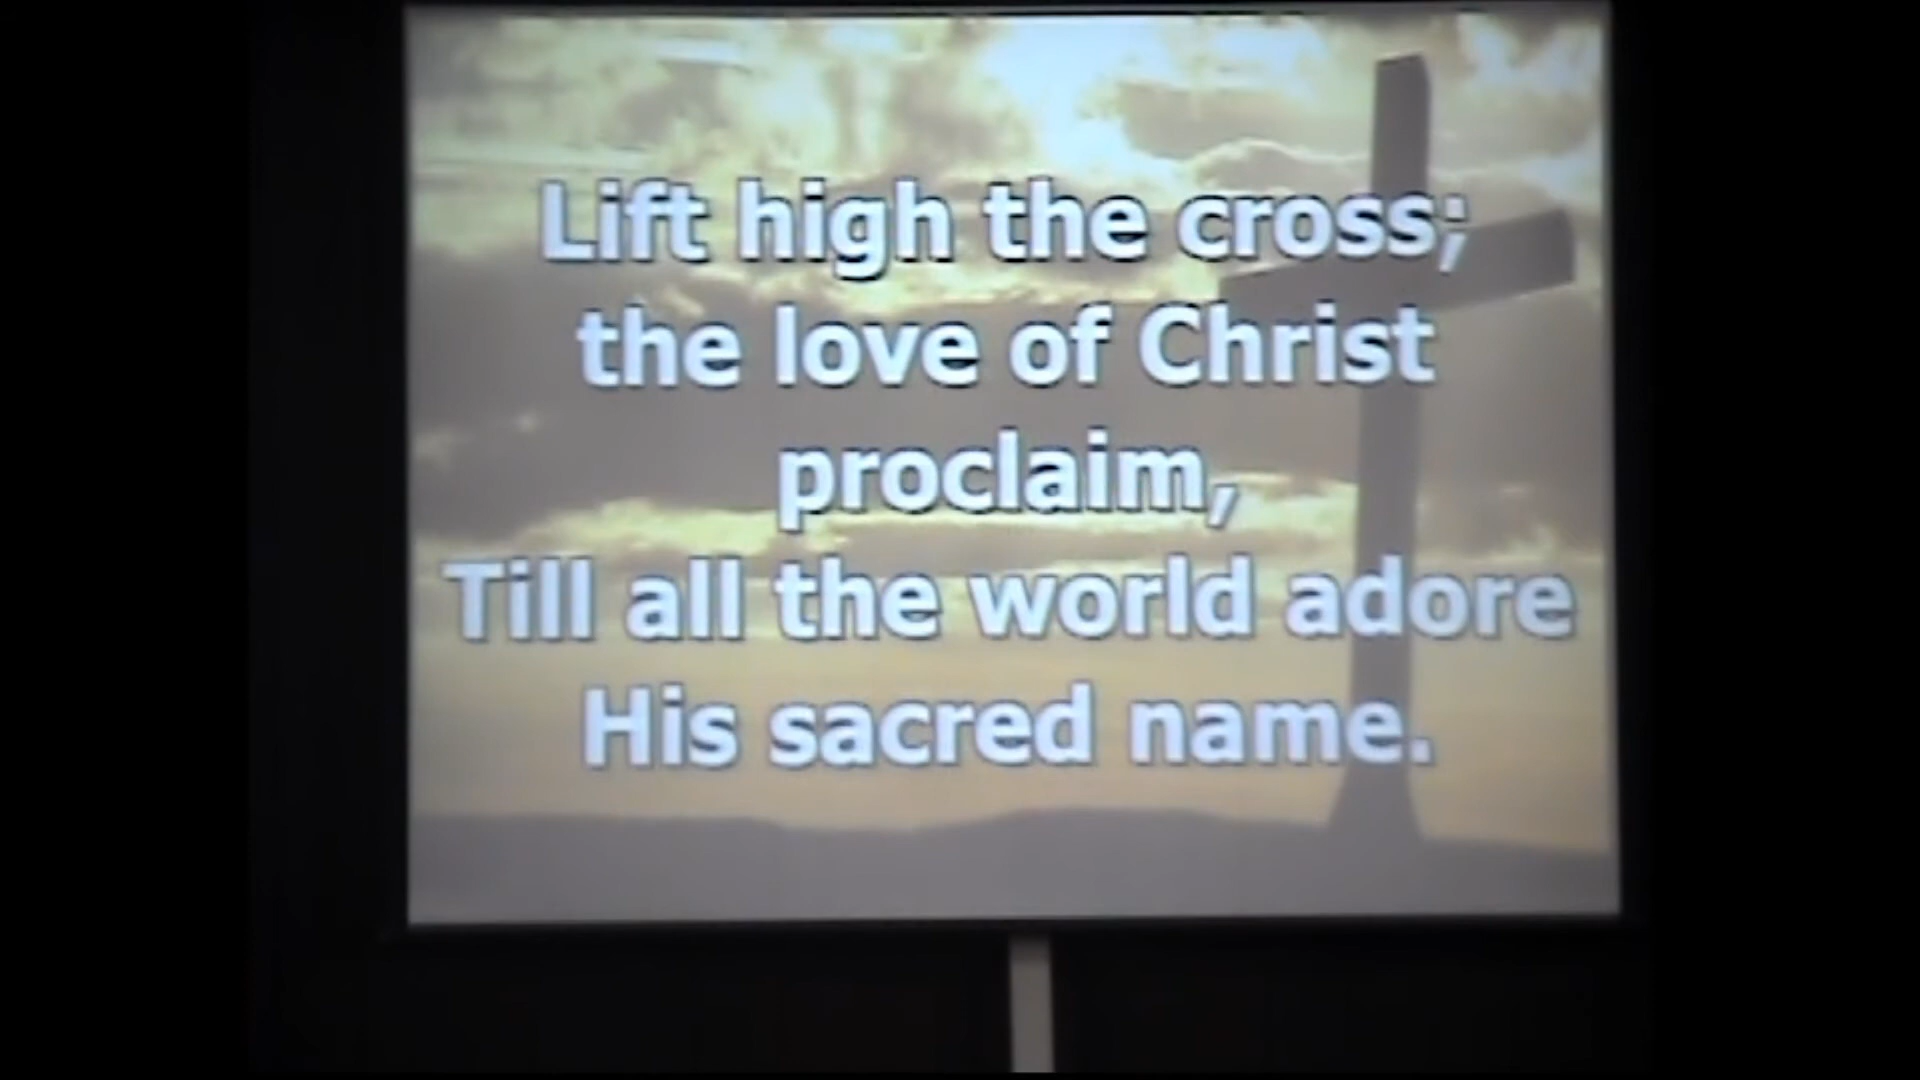 Lift high the cross;
the love of Christ
proclaim,
Till all the world adore
His sacred name.